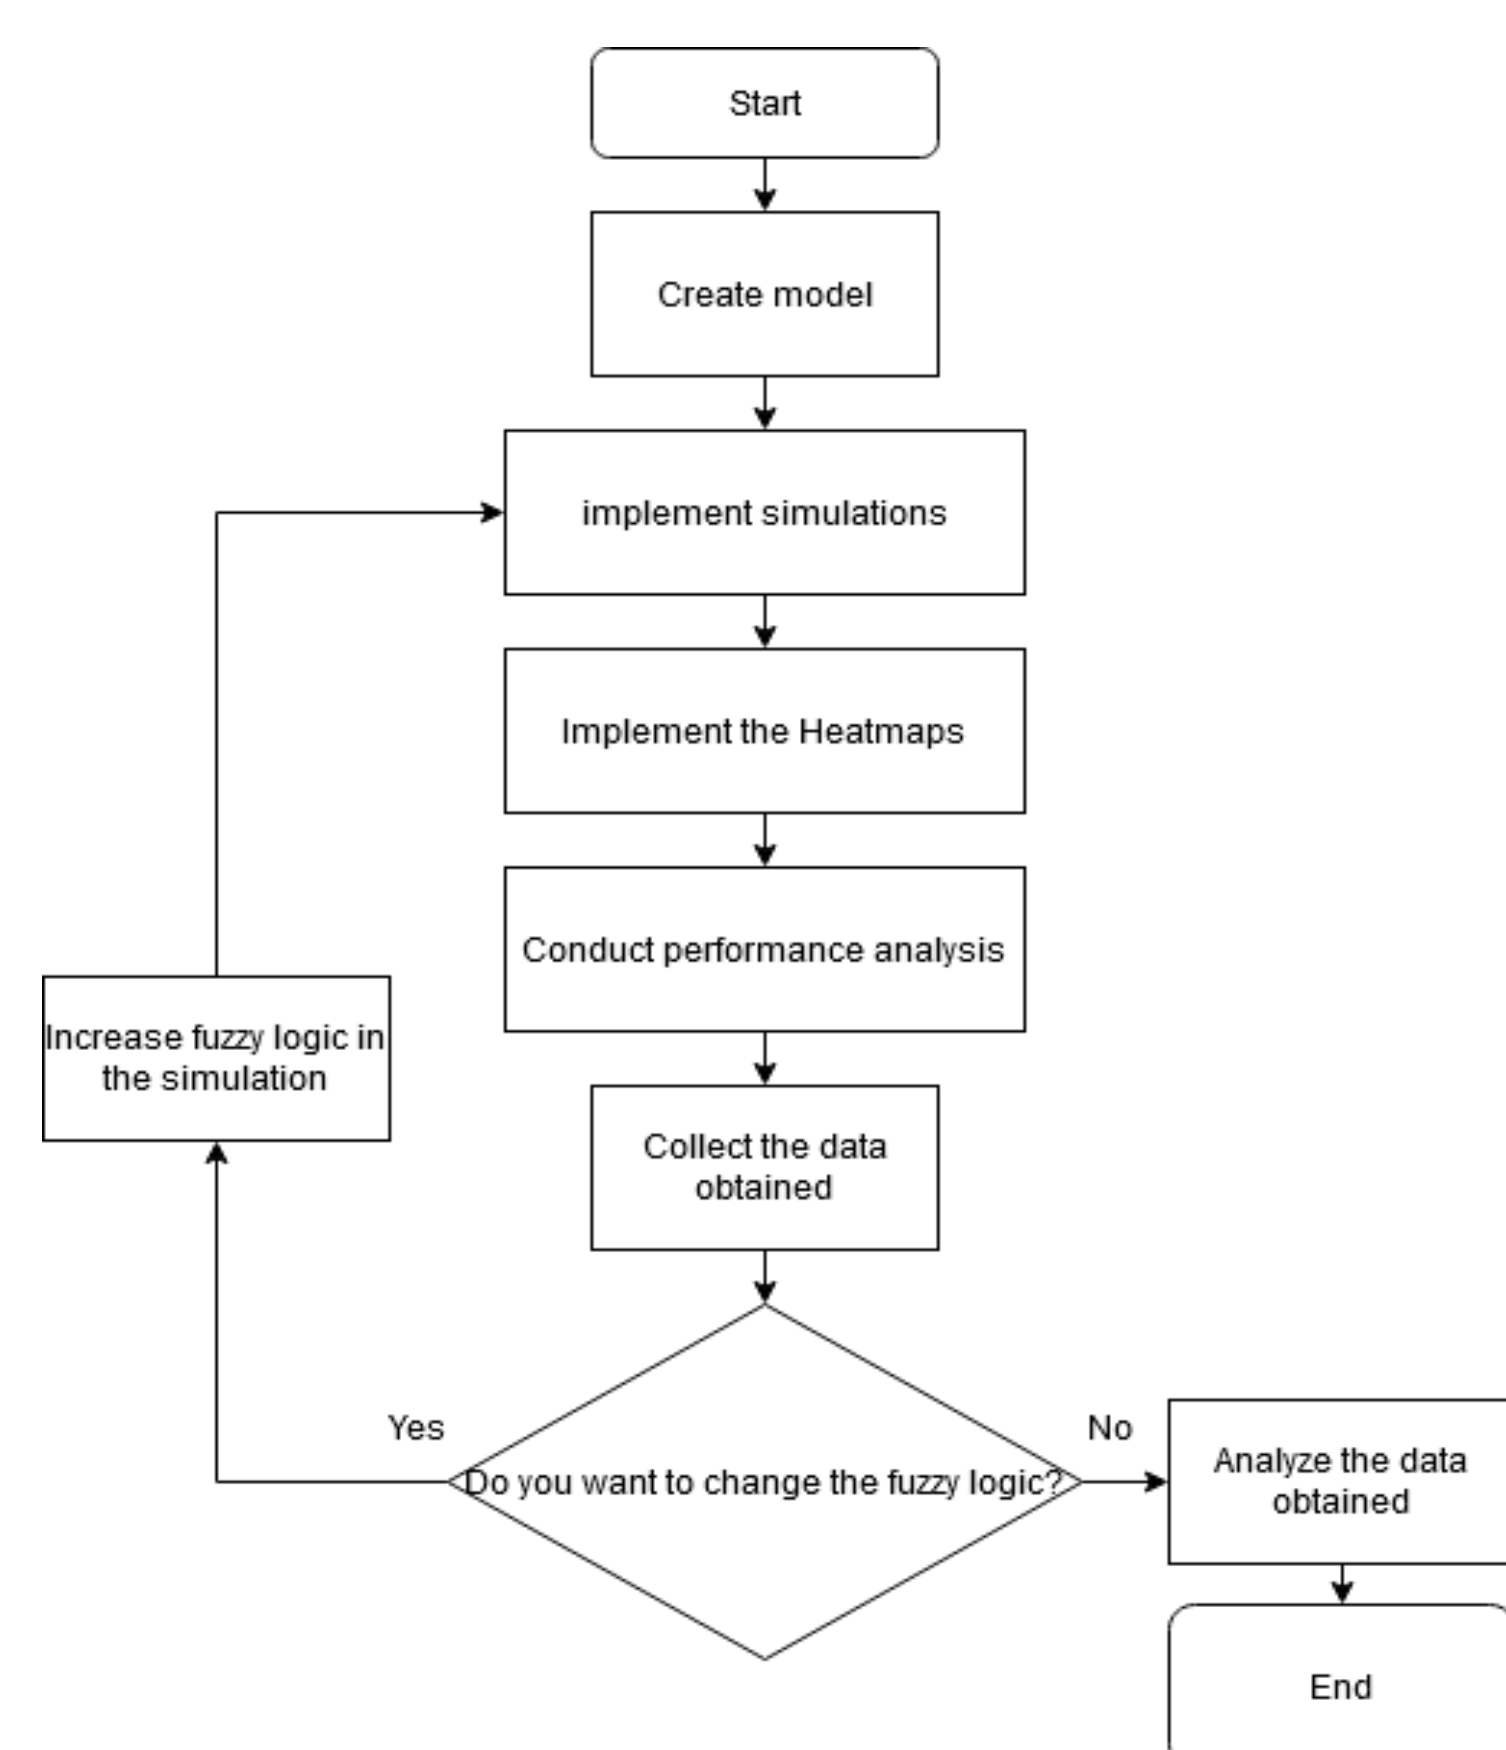 Start
Create model
implement simulations
Implement the Heatmaps
Conduct performance analysis
Increase fuzzy logic in
the simulation
Collect the data
obtained
Yes
Do you want to change the fuzzy logic?
No
Analyze the data
obtained
End